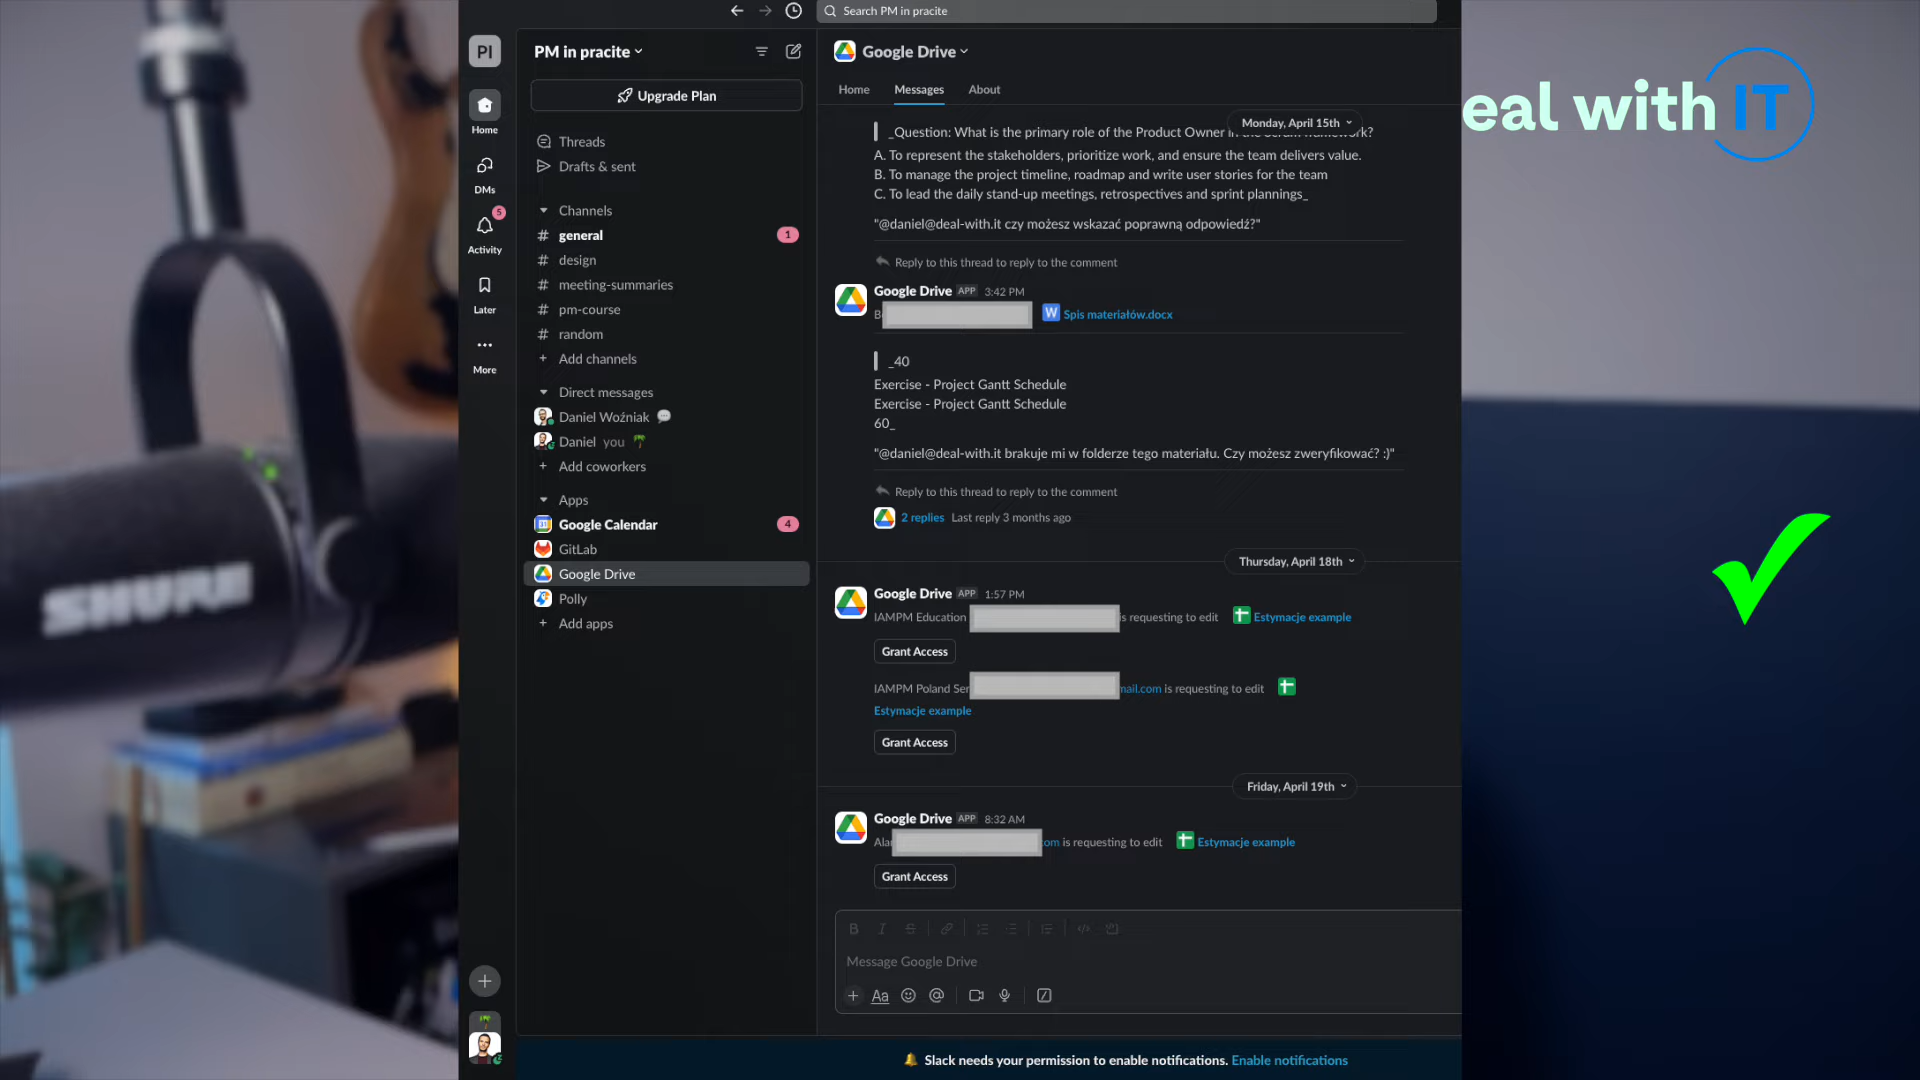 Search PM in pracite
PI
PM in pracite
Google Drive
Upgrade Plan
Home
Messages
About
eal with IT
Home
Threads
Drafts & sent
DMs
5
Activity
Later
More
Channels
general
1
design
meeting-summaries
pm-course
random
Add channels
Direct messages
Daniel Woźniak
Daniel you
Add coworkers
Apps
Google Calendar
4
GitLab
Google Drive
Polly
Add apps
Monday, April 15th
_Question: What is the primary role of the Product Owner in the Scrum framework?
A. To represent the stakeholders, prioritize work, and ensure the team delivers value.
B. To manage the project timeline, roadmap and write user stories for the team
C. To lead the daily stand-up meetings, retrospectives and sprint plannings_
"@daniel@deal-with.it czy możesz wskazać poprawną odpowiedź?"
Reply to this thread to reply to the comment
Google Drive APP 3:42 PM
Spis materiałów.docx
_40
Exercise - Project Gantt Schedule
Exercise - Project Gantt Schedule
60_
"@daniel@deal-with.it brakuje mi w folderze tego materiału. Czy możesz zweryfikować? :)"
Reply to this thread to reply to the comment
2 replies Last reply 3 months ago
Thursday, April 18th
Google Drive APP 1:57 PM
IAMPM Education is requesting to edit Estymacje example
Grant Access
IAMPM Poland Ser mail.com is requesting to edit
Estymacje example
Grant Access
Friday, April 19th
Google Drive APP 8:32 AM
Alan com is requesting to edit Estymacje example
Grant Access
Message Google Drive
Aa
Slack needs your permission to enable notifications. Enable notifications
SHURE